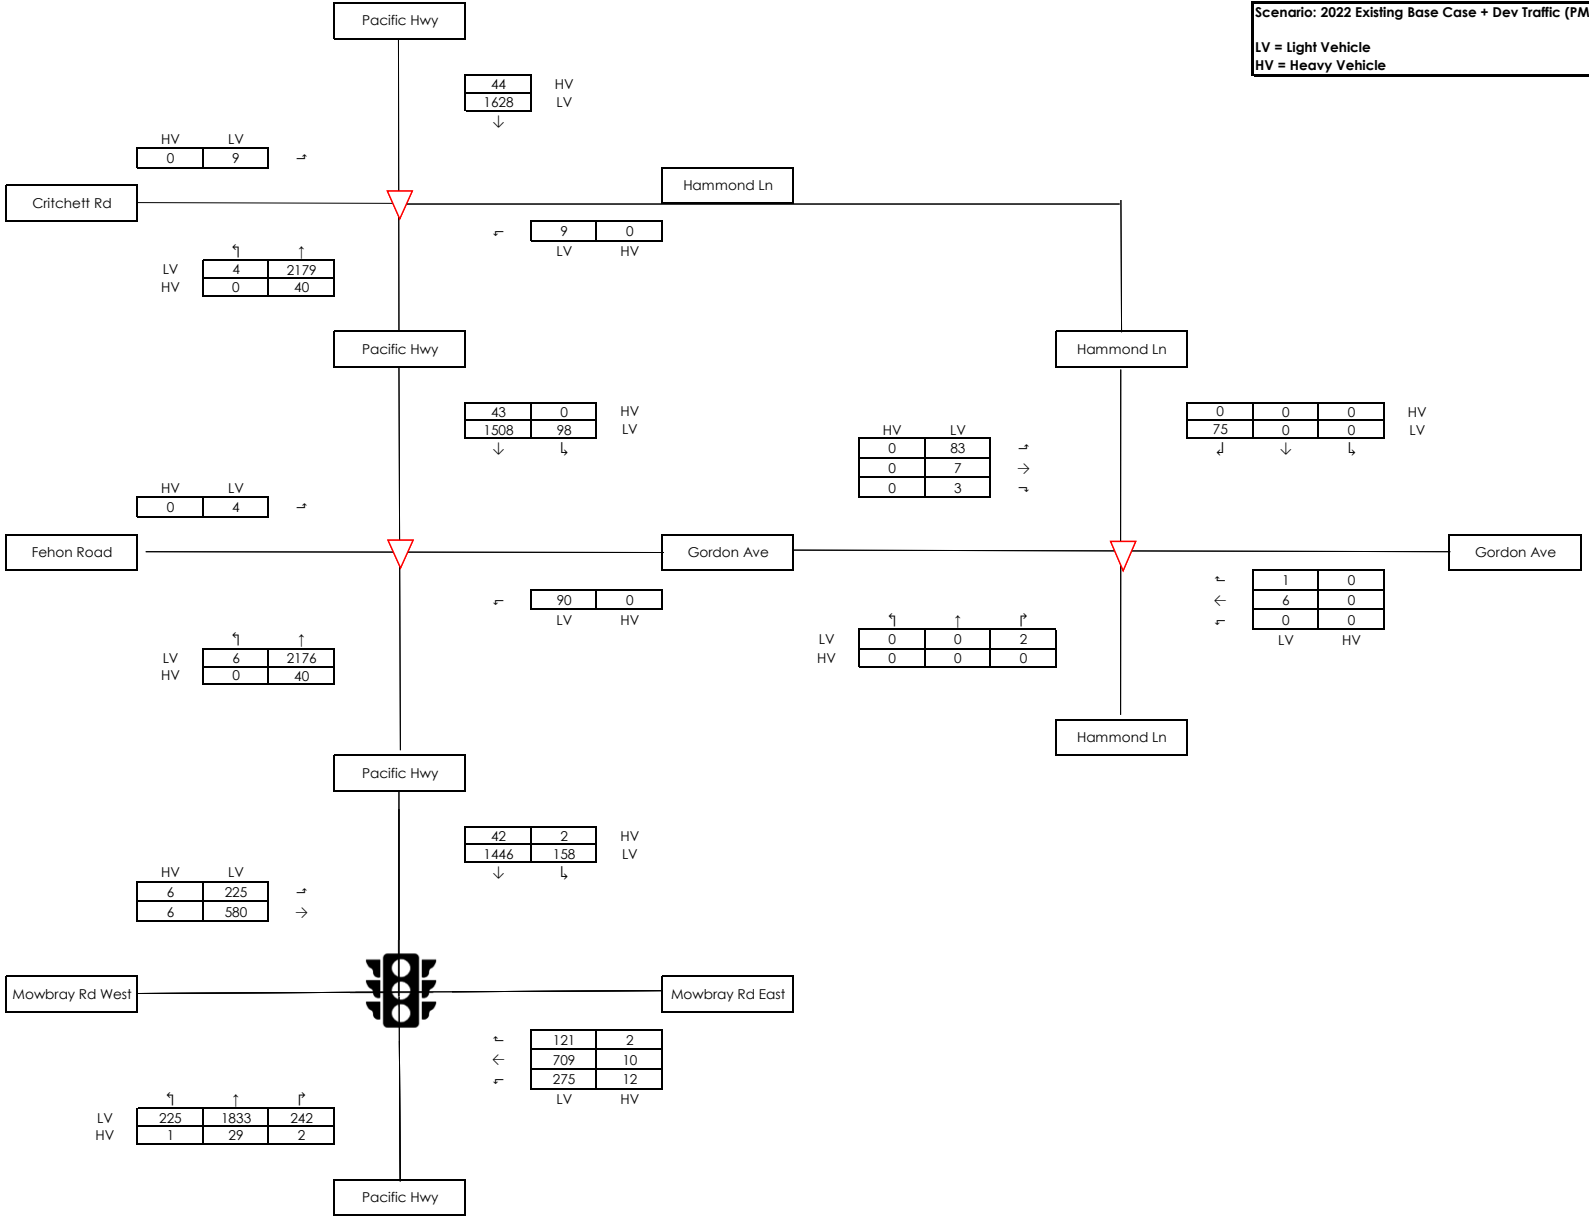 Pacific Hwy
Scenario: 2022 Existing Base Case + Dev Traffic (PM
LV = Light Vehicle
HV = Heavy Vehicle
44 HV
1628 LV
↓
HV LV
0 9
Critchett Rd
Hammond Ln
9 0
LV HV
↑
LV 4 2179
HV 0 40
Pacific Hwy
Hammond Ln
43 0 HV
1508 98 LV
↓ ↳
0 0 0 HV
75 0 0 LV
↲ ↓ ↳
HV LV
0 83
0 7 →
0 3
HV LV
0 4
Fehon Road
Gordon Ave
Gordon Ave
90 0
LV HV
1 0
← 6 0
0 0
LV HV
↰ ↑ ↱
LV 0 0 2
HV 0 0 0
↰ ↑
LV 6 2176
HV 0 40
Hammond Ln
Pacific Hwy
42 2 HV
1446 158 LV
↓ ↳
HV LV
6 225
6 580 →
Mowbray Rd West
Mowbray Rd East
121 2
← 709 10
275 12
LV HV
↰ ↑ ↱
LV 225 1833 242
HV 1 29 2
Pacific Hwy